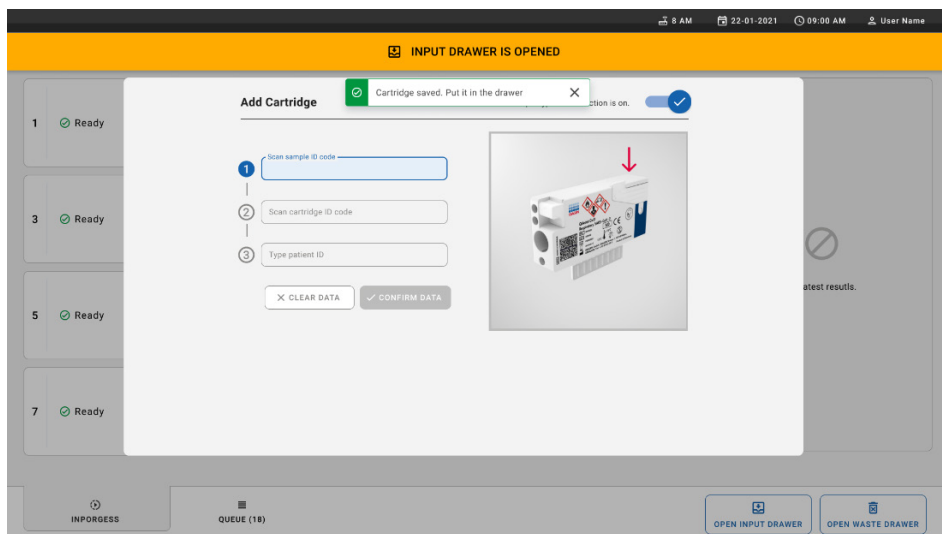 8 AM
22-01-2021
09:00 AM
User Name
INPUT DRAWER IS OPENED
Cartridge saved. Put it in the drawer
Add Cartridge
ction is on.
1 Ready
3 Ready
5 Ready
7 Ready
1 Scan sample ID code
2 Scan cartridge ID code
3 Type patient ID
CLEAR DATA
CONFIRM DATA
CE
atest resutls.
INPORGESS
QUEUE (18)
OPEN INPUT DRAWER
OPEN WASTE DRAWER